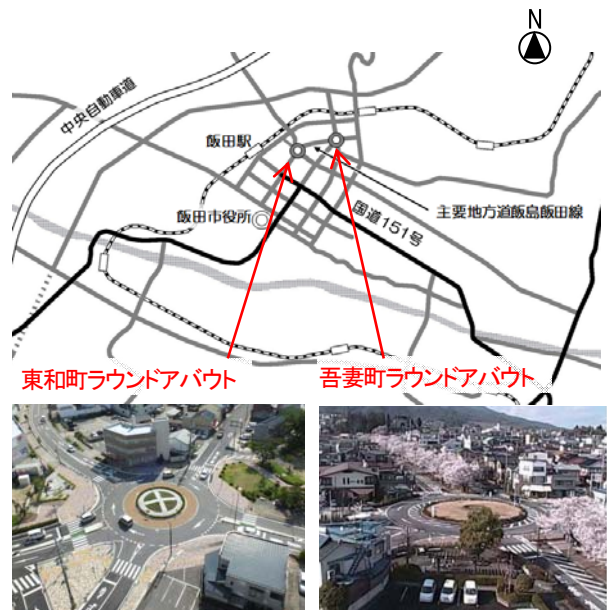 N
中央自動車道
飯田駅
主要地方道飯島飯田線
飯田市役所
国道151号
東和町ラウンドアバウト
吾妻町ラウンドアバウト